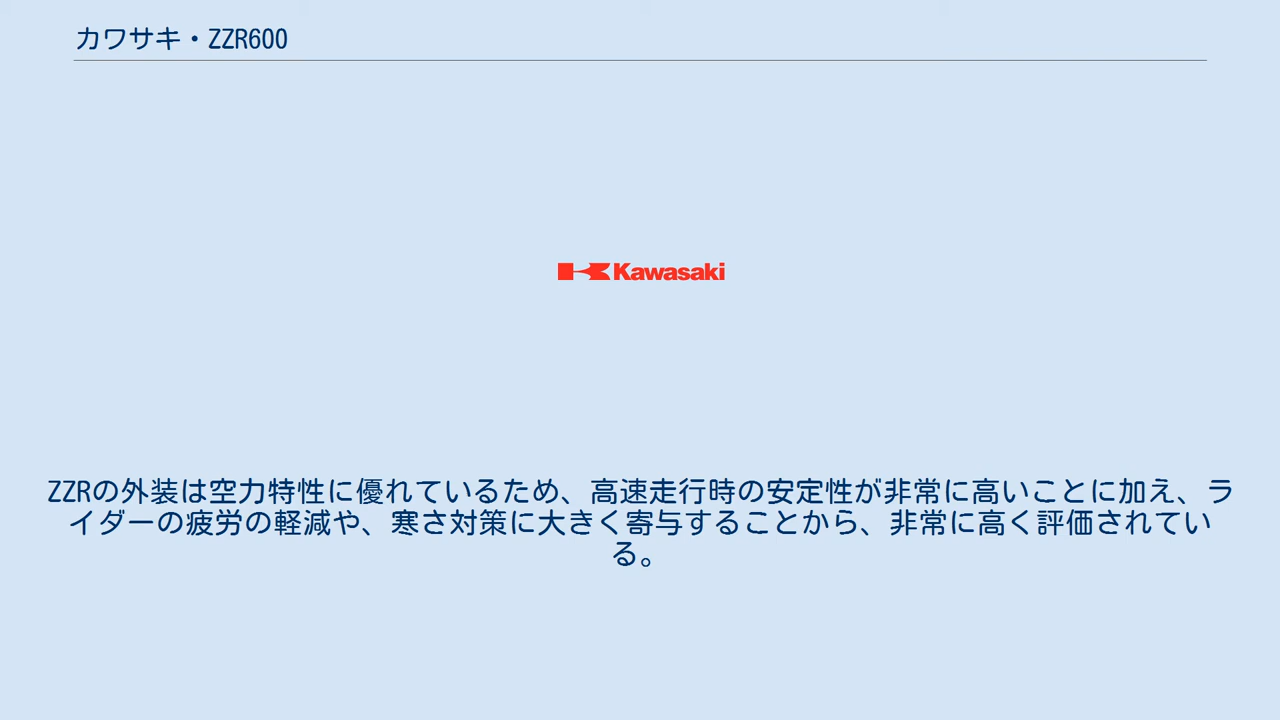 カワサキ・ZZR600
Kawasaki
ZZRの外装は空力特性に優れているため、高速走行時の安定性が非常に高いことに加え、ラ
イダーの疲労の軽減や、寒さ対策に大きく寄与することから、非常に高く評価されてい
る。